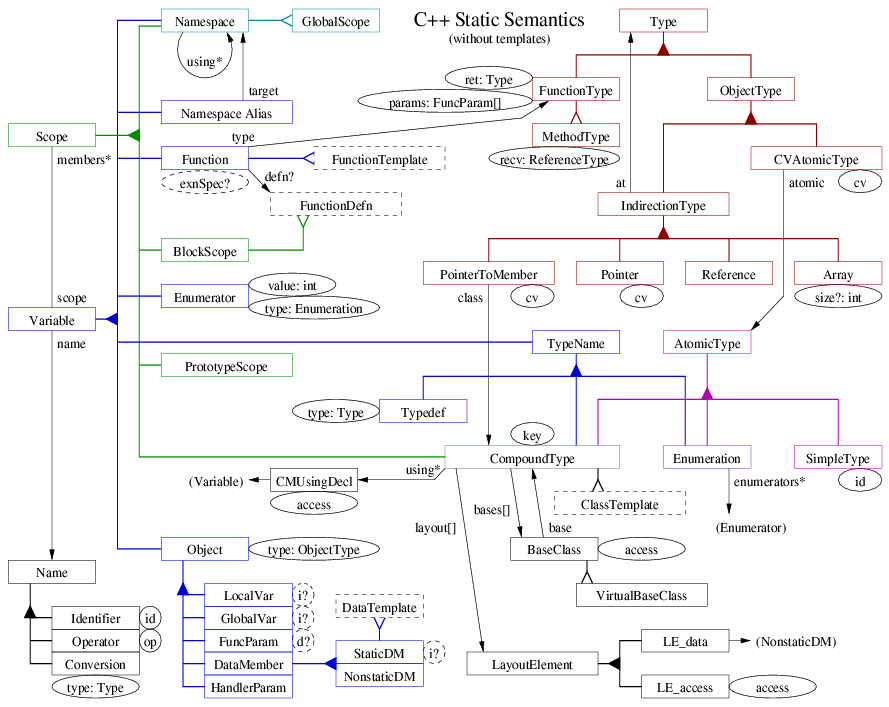 C++ Static Semantics
(without templates)
Namespace
GlobalScope
using*
target
Namespace Alias
Scope
members*
type
Function
FunctionTemplate
exnSpec?
defn?
FunctionDefn
BlockScope
Enumerator
value: int
type: Enumeration
scope
Variable
name
PrototypeScope
Type
ret: Type
FunctionType
params: FuncParam[]
ObjectType
MethodType
recv: ReferenceType
CVAtomicType
at
atomic
cv
IndirectionType
PointerToMember
Pointer
Reference
Array
class
cv
cv
size?: int
TypeName
AtomicType
type: Type
Typedef
key
CompoundType
Enumeration
SimpleType
using*
(Variable)
CMUsingDecl
access
enumerators*
id
ClassTemplate
layout[]
bases[]
base
(Enumerator)
Object
type: ObjectType
BaseClass
access
VirtualBaseClass
Name
Identifier
id
Operator
op
Conversion
type: Type
LocalVar
i?
GlobalVar
i?
FuncParam
d?
DataMember
HandlerParam
DataTemplate
StaticDM
i?
NonstaticDM
LayoutElement
LE_data
(NonstaticDM)
LE_access
access